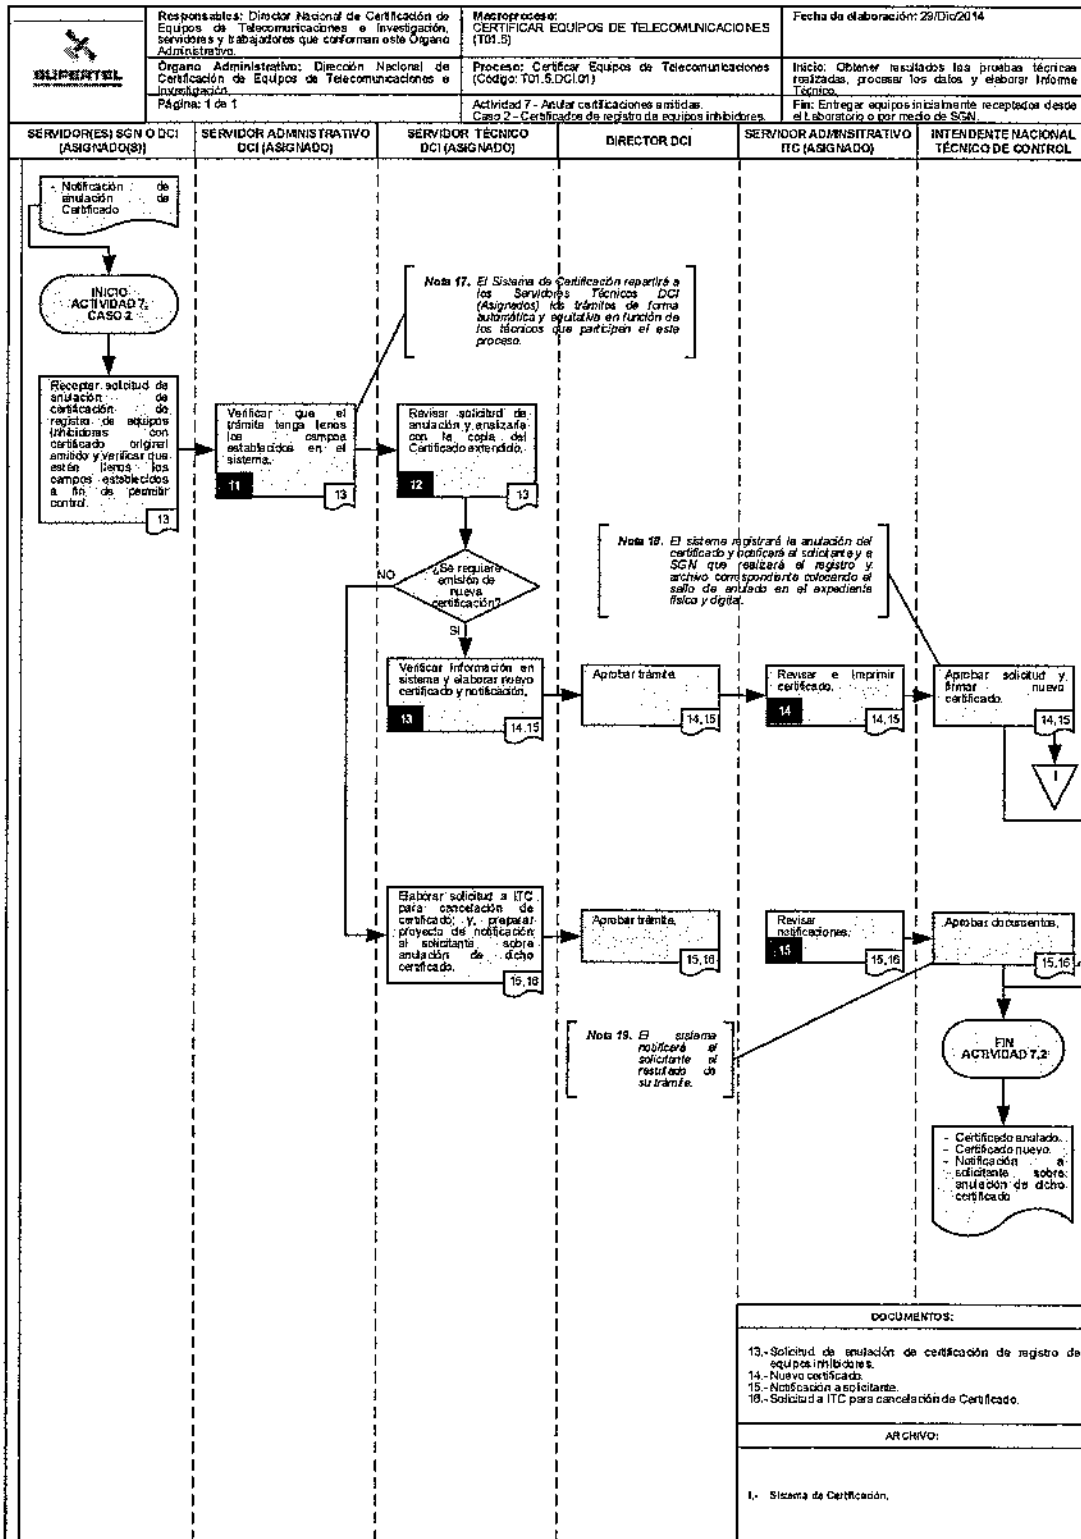 SUPERTEL
Responsables: Director Nacional de Certificación de
Equipos de Telecomunicaciones e Investigación,
servidores y trabajadores que conforman este Órgano
Administrativo.
Macroproceso:
CERTIFICAR EQUIPOS DE TELECOMUNICACIONES
(T01.5)
Fecha de elaboración: 29/Dic/2014
Órgano Administrativo: Dirección Nacional de
Certificación de Equipos de Telecomunicaciones e
Investigación.
Proceso: Certificar Equipos de Telecomunicaciones
(Código: T01.5.DCI.01)
Inicio: Obtener resultados las pruebas técnicas
realizadas, procesar los datos y elaborar Informe
Técnico.
Página: 1 de 1
Actividad 7 - Anular certificaciones emitidas.
Caso 2 - Certificados de registro de equipos inhibidores.
Fin: Entregar equipos inicialmente receptados desde
el Laboratorio o por medio de SGN.
SERVIDOR(ES) SGN O DCI
(ASIGNADO(S))
SERVIDOR ADMINISTRATIVO
DCI (ASIGNADO)
SERVIDOR TÉCNICO
DCI (ASIGNADO)
DIRECTOR DCI
SERVIDOR ADMINSITRATIVO
ITC (ASIGNADO)
INTENDENTE NACIONAL
TÉCNICO DE CONTROL
- Notificación de
anulación de
Certificado
INICIO
ACTIVIDAD 7,
CASO 2
Nota 17. El Sistema de Certificación repartirá a
los Servidores Técnicos DCI
(Asignados) los trámites de forma
automática y equitativa en función de
los técnicos que participen el este
proceso.
Receptar solicitud de
anulación de
certificación de
registro de equipos
inhibidores con
certificado original
emitido y verificar que
estén llenos los
campos establecidos
a fin de permitir
control.
13
Verificar que el
trámite tenga llenos
los campos
establecidos en el
sistema.
11
13
Revisar solicitud de
anulación y analizarla
con la copia del
Certificado extendido.
12
13
Nota 18. El sistema registrará la anulación del
certificado y notificará al solicitante y a
SGN que realizará el registro y
archivo correspondiente colocando el
sello de anulado en el expediente
físico y digital.
¿Se requiere
emisión de
nueva
certificación?
NO
SI
Verificar información en
sistema y elaborar nuevo
certificado y notificación.
13
14,15
Aprobar trámite
14,15
Revisar e imprimir
certificado.
14
14,15
Aprobar solicitud y
firmar nuevo
certificado.
14,15
I
Elaborar solicitud a ITC
para cancelación de
certificado; y, preparar
proyecto de notificación
al solicitante sobre
anulación de dicho
certificado.
15,16
Aprobar trámite.
15,16
Revisar
notificaciones.
15
15,16
Aprobar documentos.
15,16
Nota 19. El sistema
notificará al
solicitante el
resultado de
su trámite.
FIN
ACTIVIDAD 7,2
- Certificado anulado.
- Certificado nuevo.
- Notificación a
solicitante sobre
anulación de dicho
certificado
DOCUMENTOS:
13.- Solicitud de anulación de certificación de registro de
equipos inhibidores.
14.- Nuevo certificado.
15.- Notificación a solicitante.
16.- Solicitud a ITC para cancelación de Certificado.
ARCHIVO:
I.- Sistema de Certificación.